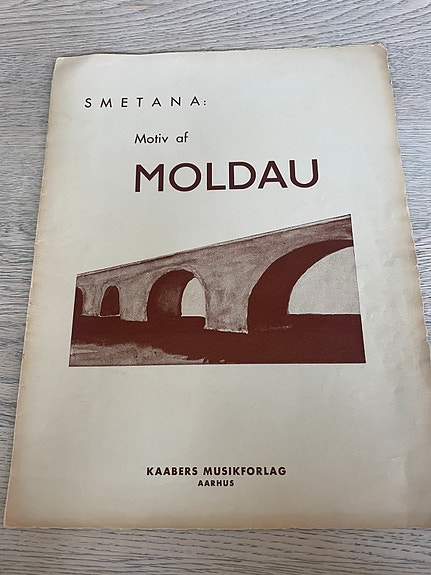 SMETANA:
Motiv af
MOLDAU
KAABERS MUSIKFORLAG
AARHUS